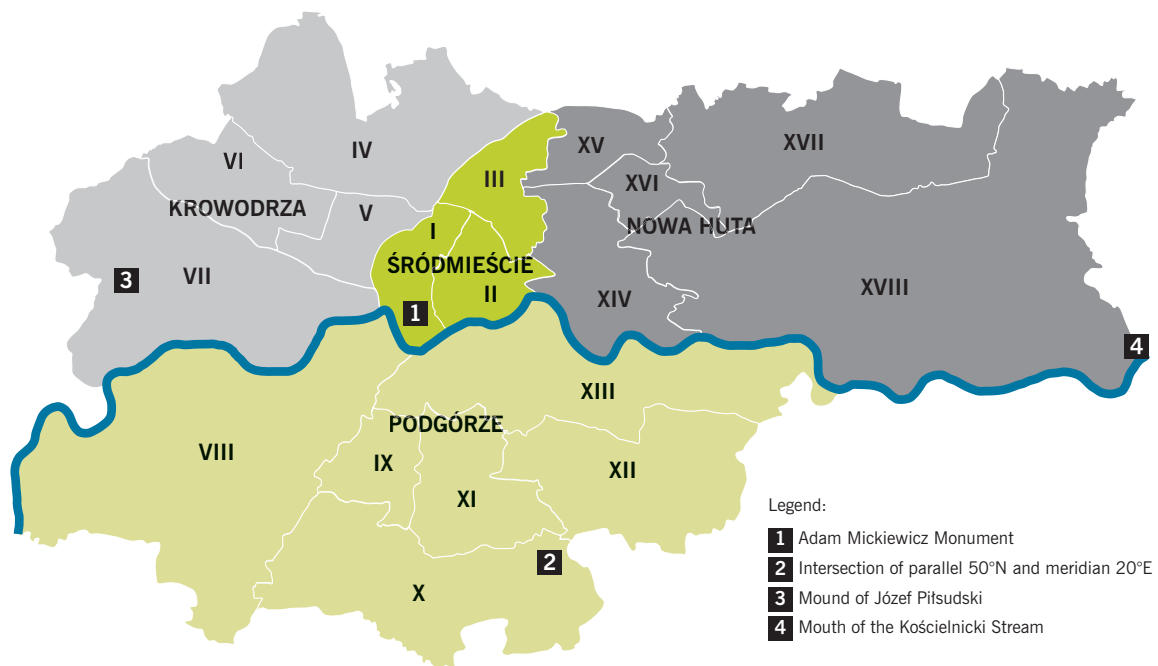 IV
VI
XV
XVII
III
XVI
KROWODRZA
V
I
NOWA HUTA
ŚRÓDMIEŚCIE
3
VII
II
XIV
XVIII
1
4
XIII
PODGÓRZE
VIII
IX
XII
XI
2
X
Legend:
1 Adam Mickiewicz Monument
2 Intersection of parallel 50°N and meridian 20°E
3 Mound of Józef Piłsudski
4 Mouth of the Kościelnicki Stream